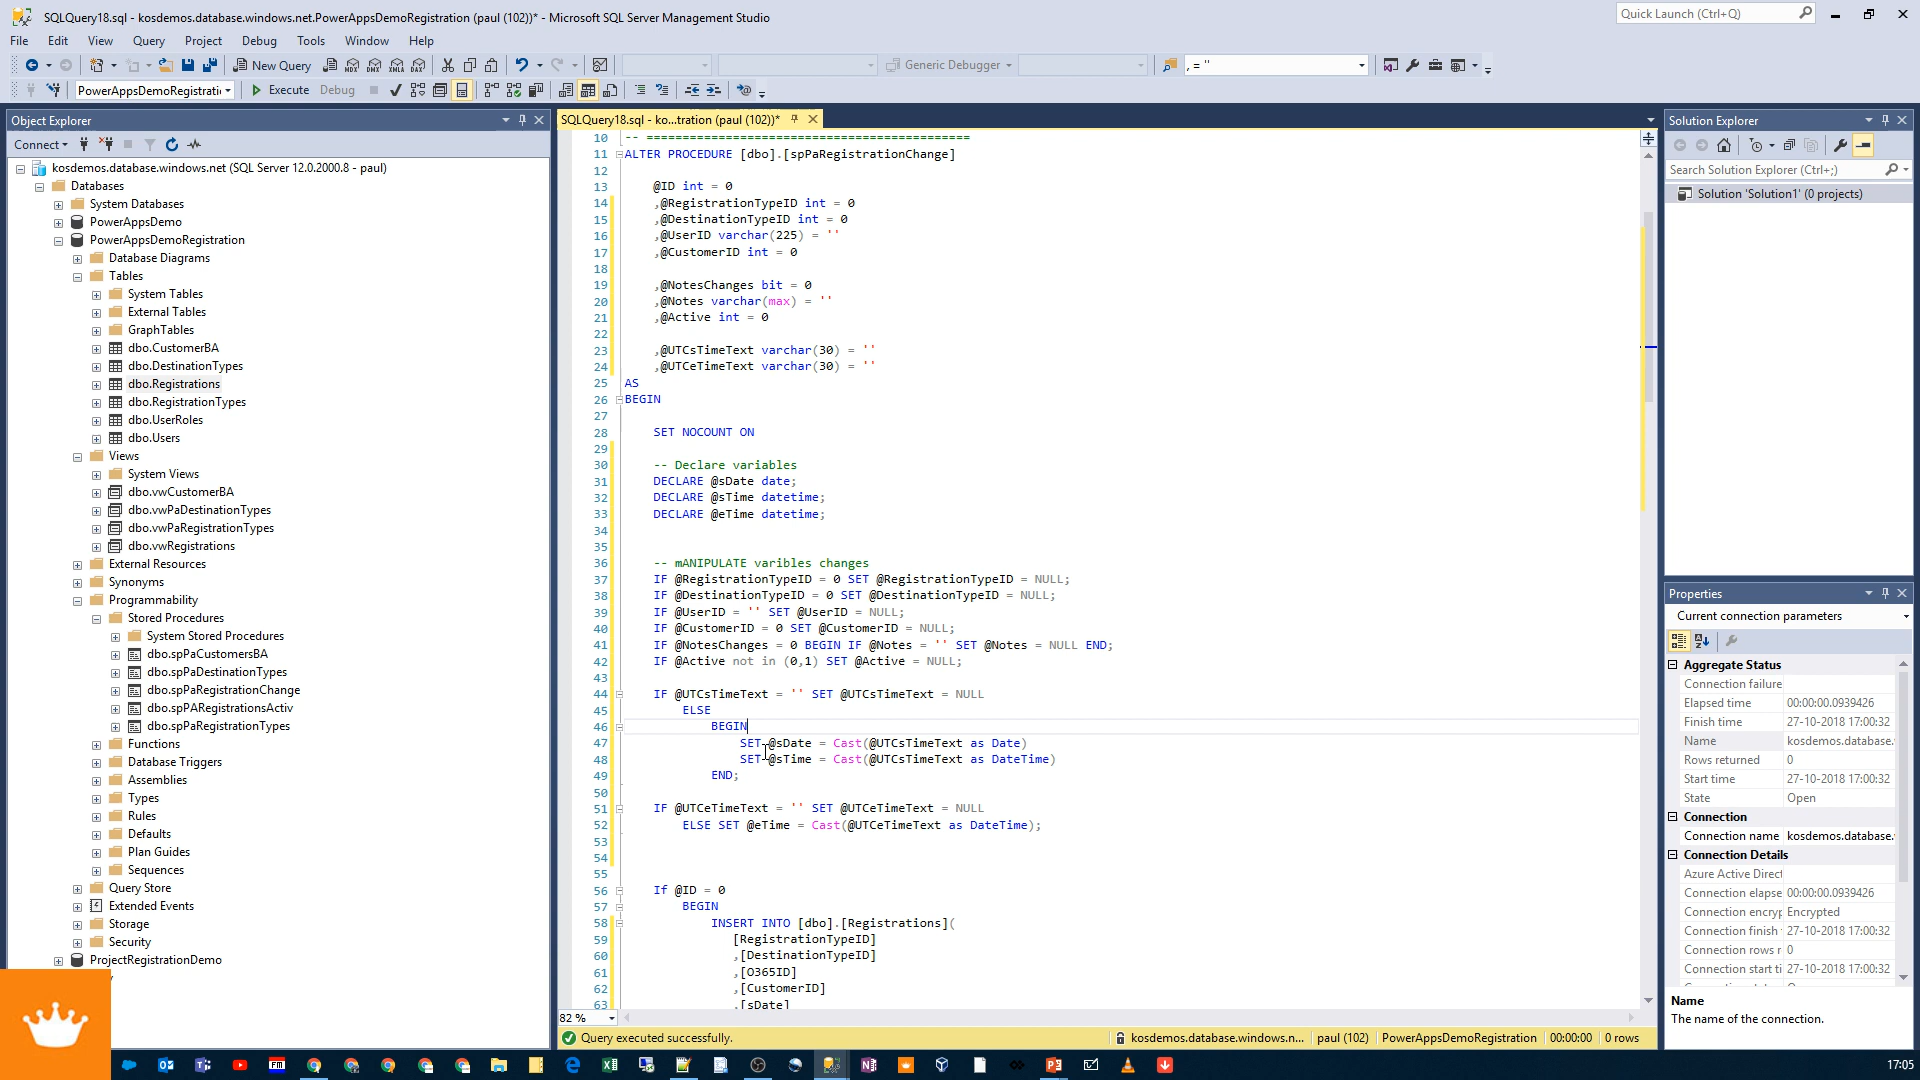 SQLQuery18.sql - kosdemos.database.windows.net.PowerAppsDemoRegistration (paul (102))* - Microsoft SQL Server Management Studio
Quick Launch (Ctrl+Q)
File Edit View Query Project Debug Tools Window Help
New Query
MDX DMX XMLA DAX
Generic Debugger
, = ''
PowerAppsDemoRegistrati
Execute Debug
Object Explorer
Connect
kosdemos.database.windows.net (SQL Server 12.0.2000.8 - paul)
Databases
System Databases
PowerAppsDemo
PowerAppsDemoRegistration
Database Diagrams
Tables
System Tables
External Tables
GraphTables
dbo.CustomerBA
dbo.DestinationTypes
dbo.Registrations
dbo.RegistrationTypes
dbo.UserRoles
dbo.Users
Views
System Views
dbo.vwCustomerBA
dbo.vwPaDestinationTypes
dbo.vwPaRegistrationTypes
dbo.vwRegistrations
External Resources
Synonyms
Programmability
Stored Procedures
System Stored Procedures
dbo.spPaCustomersBA
dbo.spPaDestinationTypes
dbo.spPaRegistrationChange
dbo.spPARegistrationsActiv
dbo.spPaRegistrationTypes
Functions
Database Triggers
Assemblies
Types
Rules
Defaults
Plan Guides
Sequences
Query Store
Extended Events
Storage
Security
ProjectRegistrationDemo
SQLQuery18.sql - ko...tration (paul (102))*
10 -- =============================================
11 ALTER PROCEDURE [dbo].[spPaRegistrationChange]
12
13 @ID int = 0
14 ,@RegistrationTypeID int = 0
15 ,@DestinationTypeID int = 0
16 ,@UserID varchar(225) = ''
17 ,@CustomerID int = 0
18
19 ,@NotesChanges bit = 0
20 ,@Notes varchar(max) = ''
21 ,@Active int = 0
22
23 ,@UTCsTimeText varchar(30) = ''
24 ,@UTCeTimeText varchar(30) = ''
25 AS
26 BEGIN
27
28 SET NOCOUNT ON
29
30 -- Declare variables
31 DECLARE @sDate date;
32 DECLARE @sTime datetime;
33 DECLARE @eTime datetime;
34
35
36 -- mANIPULATE varibles changes
37 IF @RegistrationTypeID = 0 SET @RegistrationTypeID = NULL;
38 IF @DestinationTypeID = 0 SET @DestinationTypeID = NULL;
39 IF @UserID = '' SET @UserID = NULL;
40 IF @CustomerID = 0 SET @CustomerID = NULL;
41 IF @NotesChanges = 0 BEGIN IF @Notes = '' SET @Notes = NULL END;
42 IF @Active not in (0,1) SET @Active = NULL;
43
44 IF @UTCsTimeText = '' SET @UTCsTimeText = NULL
45 ELSE
46 BEGIN
47 SET @sDate = Cast(@UTCsTimeText as Date)
48 SET @sTime = Cast(@UTCsTimeText as DateTime)
49 END;
50
51 IF @UTCeTimeText = '' SET @UTCeTimeText = NULL
52 ELSE SET @eTime = Cast(@UTCeTimeText as DateTime);
53
54
55
56 If @ID = 0
57 BEGIN
58 INSERT INTO [dbo].[Registrations](
59 [RegistrationTypeID]
60 ,[DestinationTypeID]
61 ,[O365ID]
62 ,[CustomerID]
63 ,[sDate]
82 %
Query executed successfully.
kosdemos.database.windows.n... paul (102) PowerAppsDemoRegistration 00:00:00 0 rows
Solution Explorer
Search Solution Explorer (Ctrl+;)
Solution 'Solution1' (0 projects)
Properties
Current connection parameters
Aggregate Status
Connection failure
Elapsed time 00:00:00.0939426
Finish time 27-10-2018 17:00:32
Name kosdemos.database.
Rows returned 0
Start time 27-10-2018 17:00:32
State Open
Connection
Connection name kosdemos.database.
Connection Details
Azure Active Direct
Connection elapse 00:00:00.0939426
Connection encryp Encrypted
Connection finish 27-10-2018 17:00:32
Connection rows r 0
Connection start ti 27-10-2018 17:00:32
Name
The name of the connection.
FM
17:05